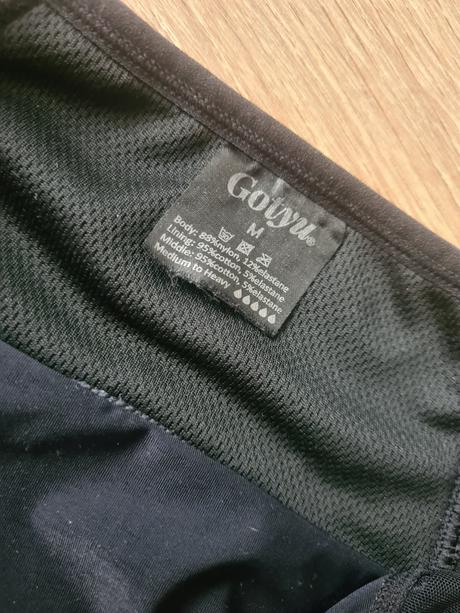 Gotyu®
M
Body: 88%nylon, 12%elastane
Lining: 95%cotton, 5%elastane
Middle: 95%cotton, 5%elastane
Medium to Heavy